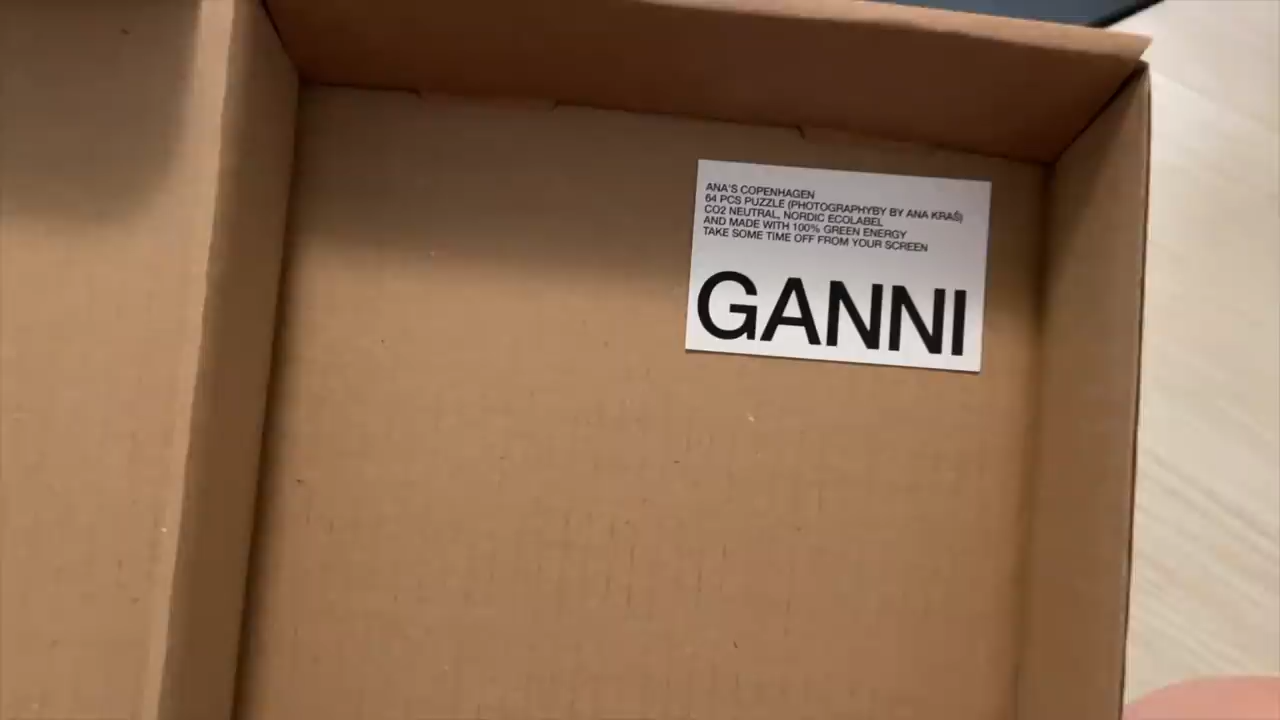 ANA'S COPENHAGEN
64 PCS PUZZLE (PHOTOGRAPHYBY BY ANA KRAŠ)
CO2 NEUTRAL, NORDIC ECOLABEL
AND MADE WITH 100% GREEN ENERGY
TAKE SOME TIME OFF FROM YOUR SCREEN
GANNI